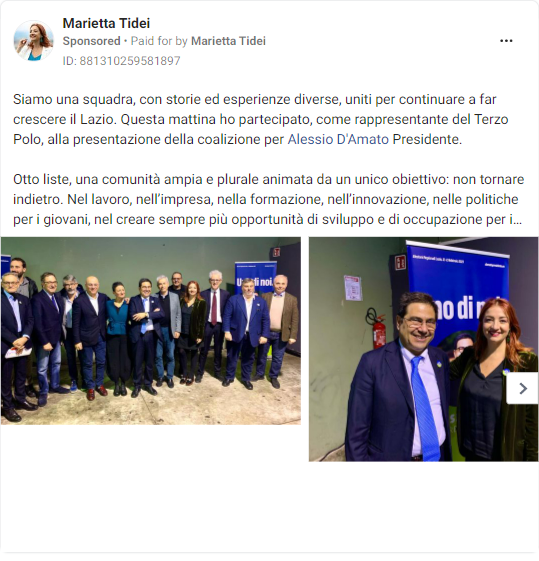 Marietta Tidei
Sponsored • Paid for by Marietta Tidei
ID: 881310259581897
Siamo una squadra, con storie ed esperienze diverse, uniti per continuare a far
crescere il Lazio. Questa mattina ho partecipato, come rappresentante del Terzo
Polo, alla presentazione della coalizione per Alessio D'Amato Presidente.
Otto liste, una comunità ampia e plurale animata da un unico obiettivo: non tornare
indietro. Nel lavoro, nell'impresa, nella formazione, nell'innovazione, nelle politiche
per i giovani, nel creare sempre più opportunità di sviluppo e di occupazione per i...
di noi.
no di n